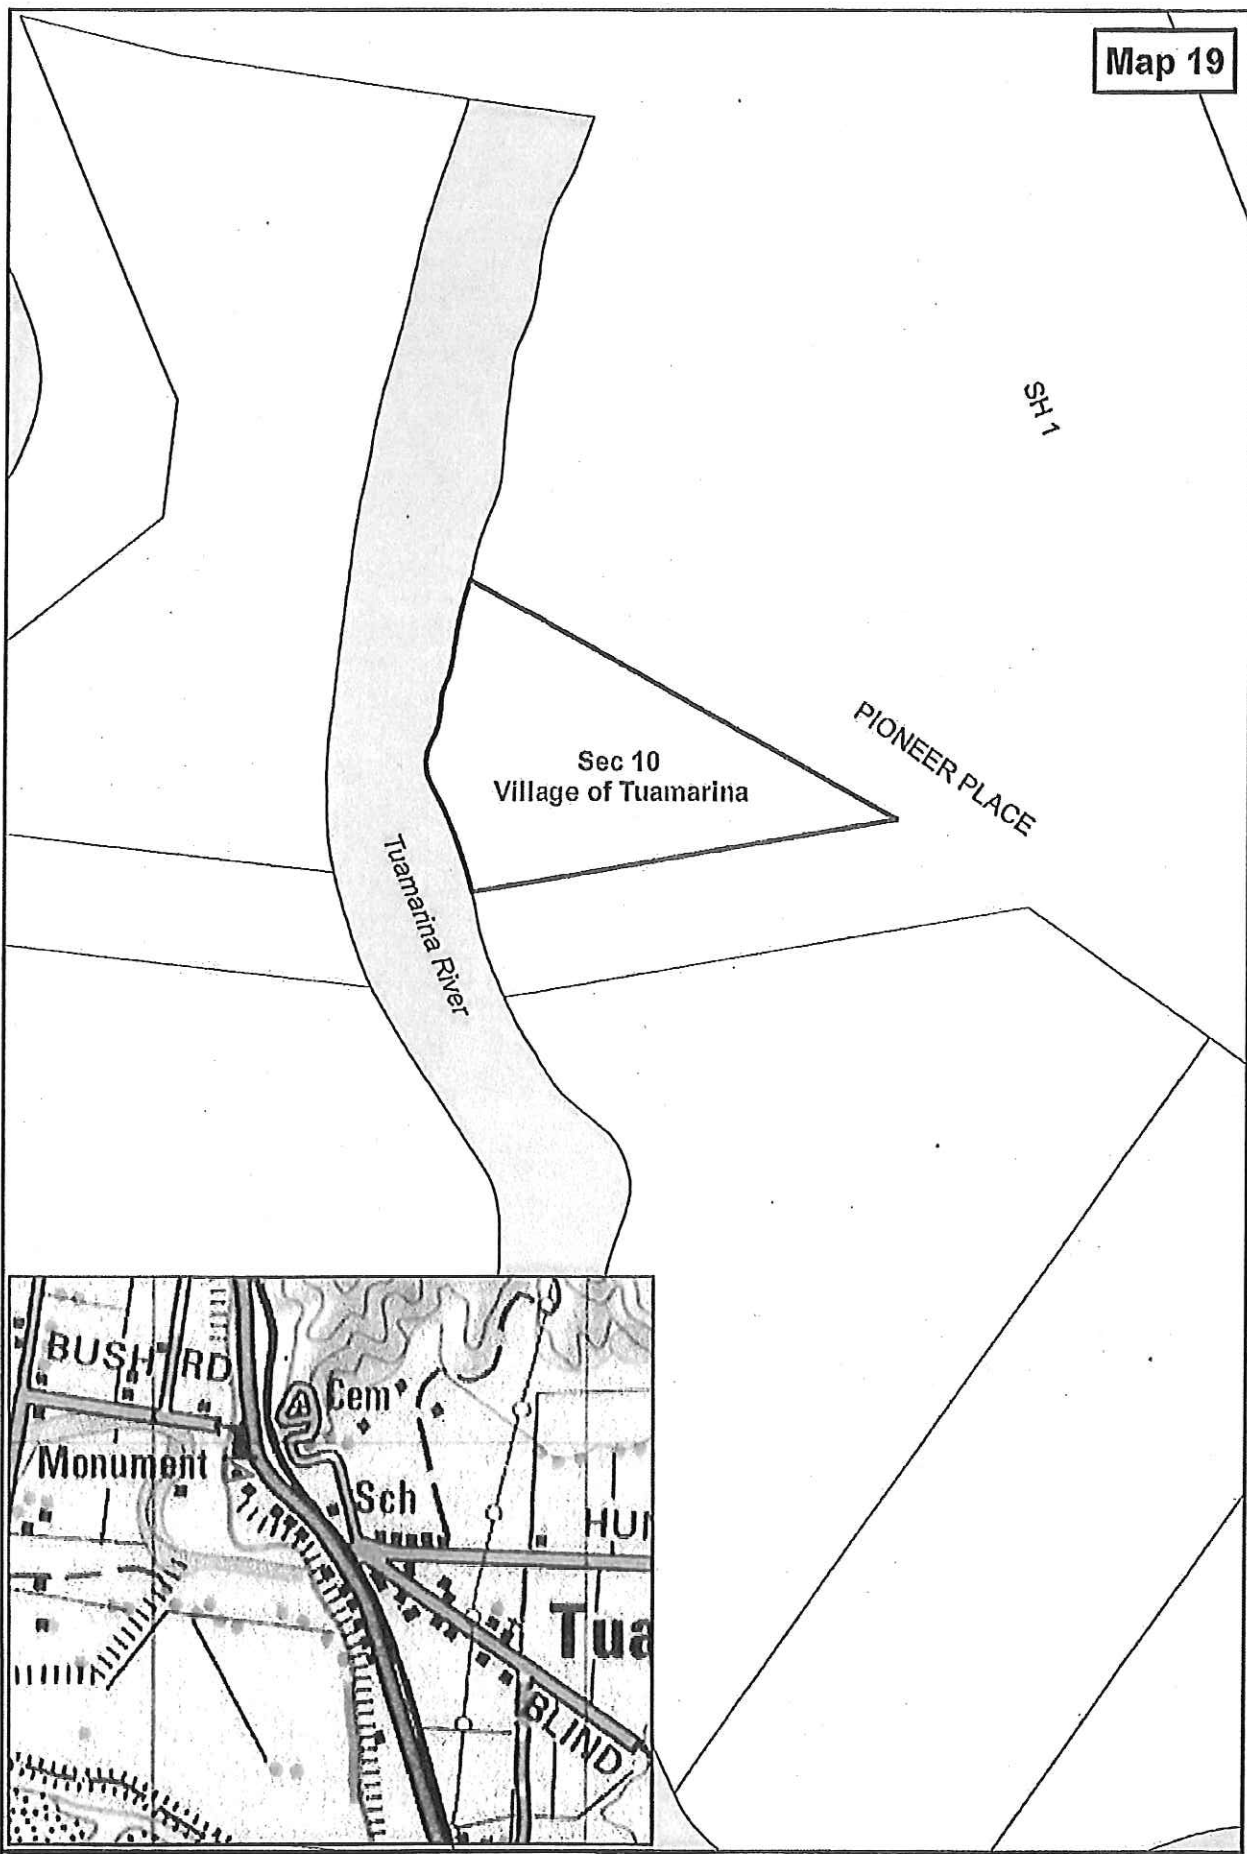 Map 19
SH 1
PIONEER PLACE
Sec 10
Village of Tuamarina
Tuamarina River
BUSH RD
Cem
Monument
Sch
HUN
Tua
BLIND